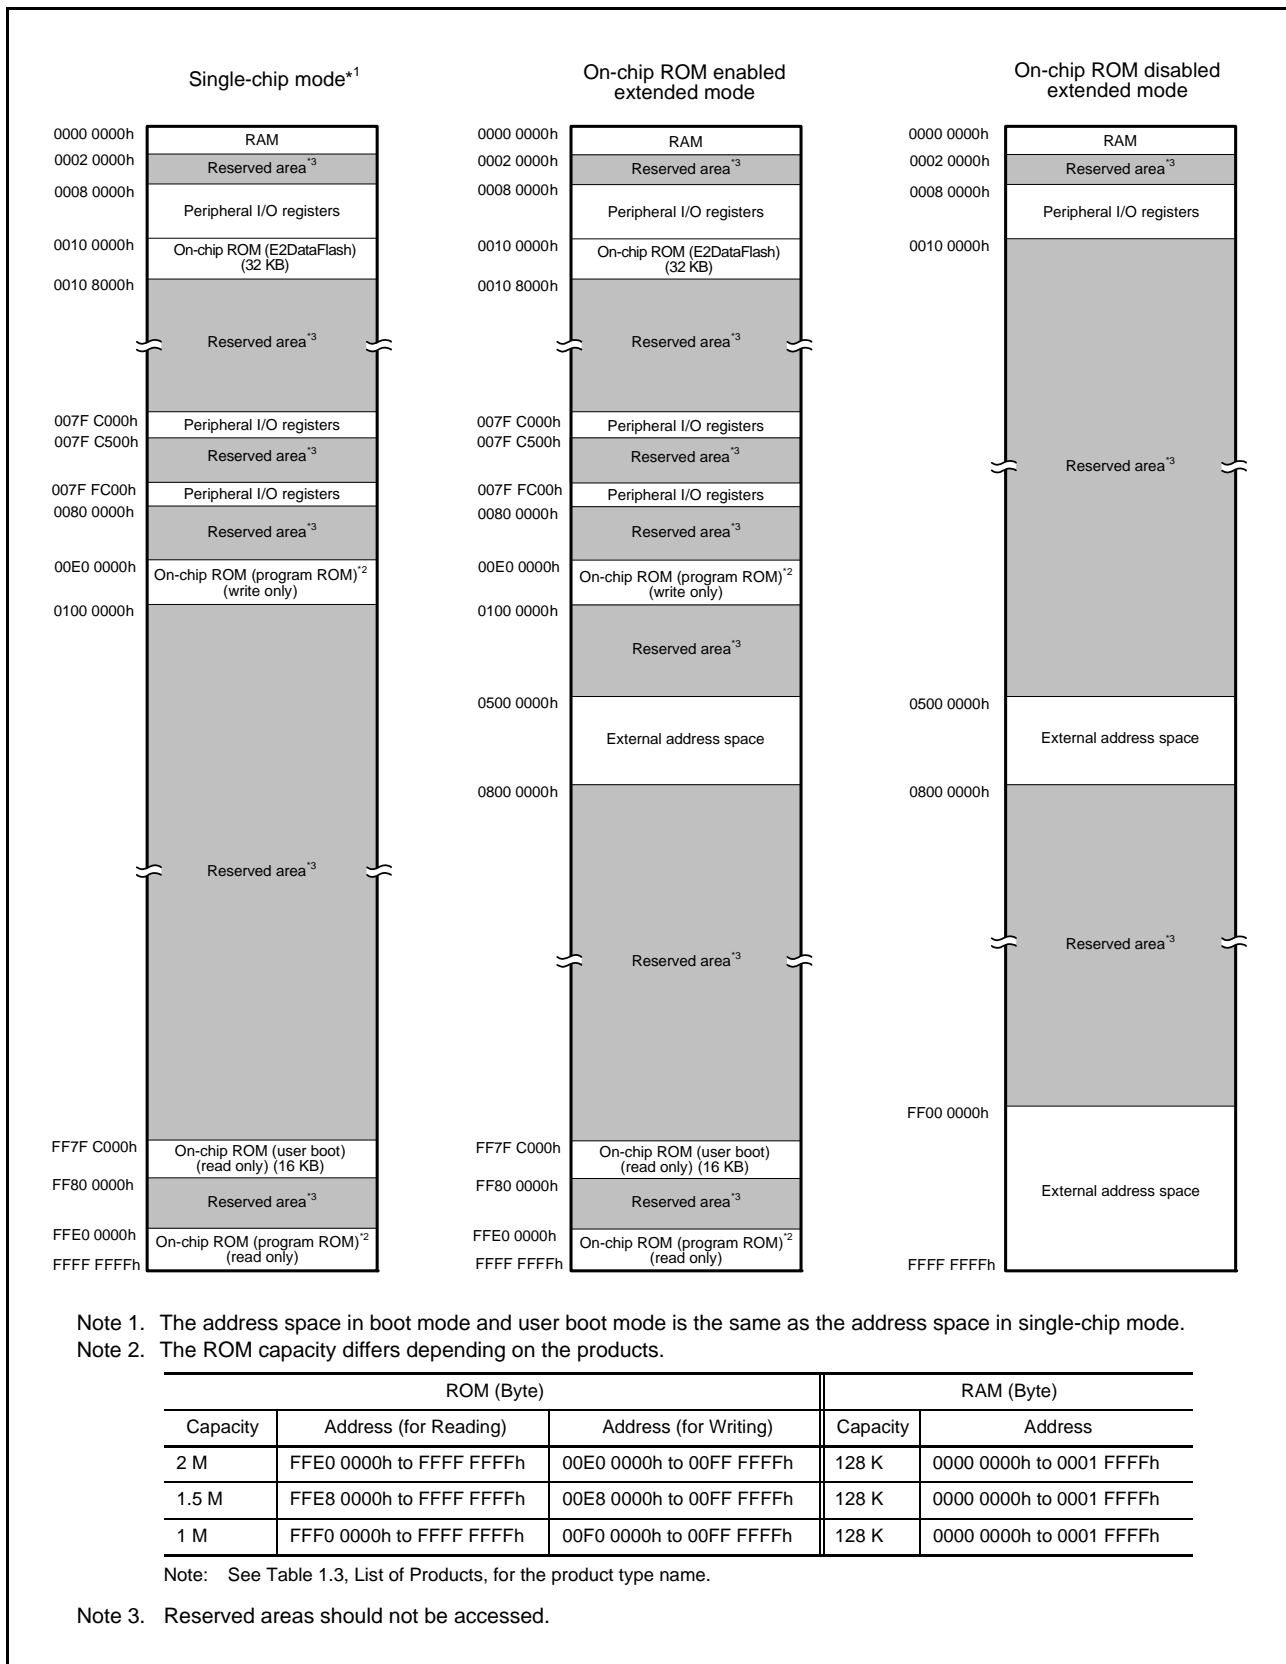 Single-chip mode*1
0000 0000h
RAM
0002 0000h
Reserved area*3
0008 0000h
Peripheral I/O registers
0010 0000h
On-chip ROM (E2DataFlash)
(32 KB)
0010 8000h
Reserved area*3
007F C000h
Peripheral I/O registers
007F C500h
Reserved area*3
007F FC00h
Peripheral I/O registers
0080 0000h
Reserved area*3
00E0 0000h
On-chip ROM (program ROM)*2
(write only)
0100 0000h
Reserved area*3
FF7F C000h
On-chip ROM (user boot)
(read only) (16 KB)
FF80 0000h
Reserved area*3
FFE0 0000h
On-chip ROM (program ROM)*2
(read only)
FFFF FFFFh
On-chip ROM enabled
extended mode
0000 0000h
RAM
0002 0000h
Reserved area*3
0008 0000h
Peripheral I/O registers
0010 0000h
On-chip ROM (E2DataFlash)
(32 KB)
0010 8000h
Reserved area*3
007F C000h
Peripheral I/O registers
007F C500h
Reserved area*3
007F FC00h
Peripheral I/O registers
0080 0000h
Reserved area*3
00E0 0000h
On-chip ROM (program ROM)*2
(write only)
0100 0000h
Reserved area*3
0500 0000h
External address space
0800 0000h
Reserved area*3
FF7F C000h
On-chip ROM (user boot)
(read only) (16 KB)
FF80 0000h
Reserved area*3
FFE0 0000h
On-chip ROM (program ROM)*2
(read only)
FFFF FFFFh
On-chip ROM disabled
extended mode
0000 0000h
RAM
0002 0000h
Reserved area*3
0008 0000h
Peripheral I/O registers
0010 0000h
Reserved area*3
0500 0000h
External address space
0800 0000h
Reserved area*3
FF00 0000h
External address space
FFFF FFFFh
Note 1. The address space in boot mode and user boot mode is the same as the address space in single-chip mode.
Note 2. The ROM capacity differs depending on the products.
ROM (Byte) RAM (Byte)
Capacity Address (for Reading) Address (for Writing) Capacity Address
2 M FFE0 0000h to FFFF FFFFh 00E0 0000h to 00FF FFFFh 128 K 0000 0000h to 0001 FFFFh
1.5 M FFE8 0000h to FFFF FFFFh 00E8 0000h to 00FF FFFFh 128 K 0000 0000h to 0001 FFFFh
1 M FFF0 0000h to FFFF FFFFh 00F0 0000h to 00FF FFFFh 128 K 0000 0000h to 0001 FFFFh
Note: See Table 1.3, List of Products, for the product type name.
Note 3. Reserved areas should not be accessed.